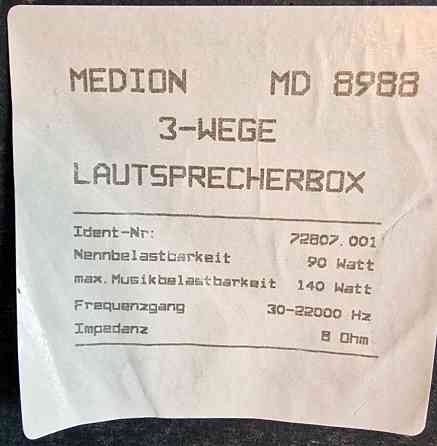 MEDION MD 8988
3-WEGE
LAUTSPRECHERBOX
Ident-Nr: 72807.001
Nennbelastbarkeit 90 Watt
max.Musikbelastbarkeit 140 Watt
Frequenzgang 30-22000 Hz
Impedanz 8 Ohm